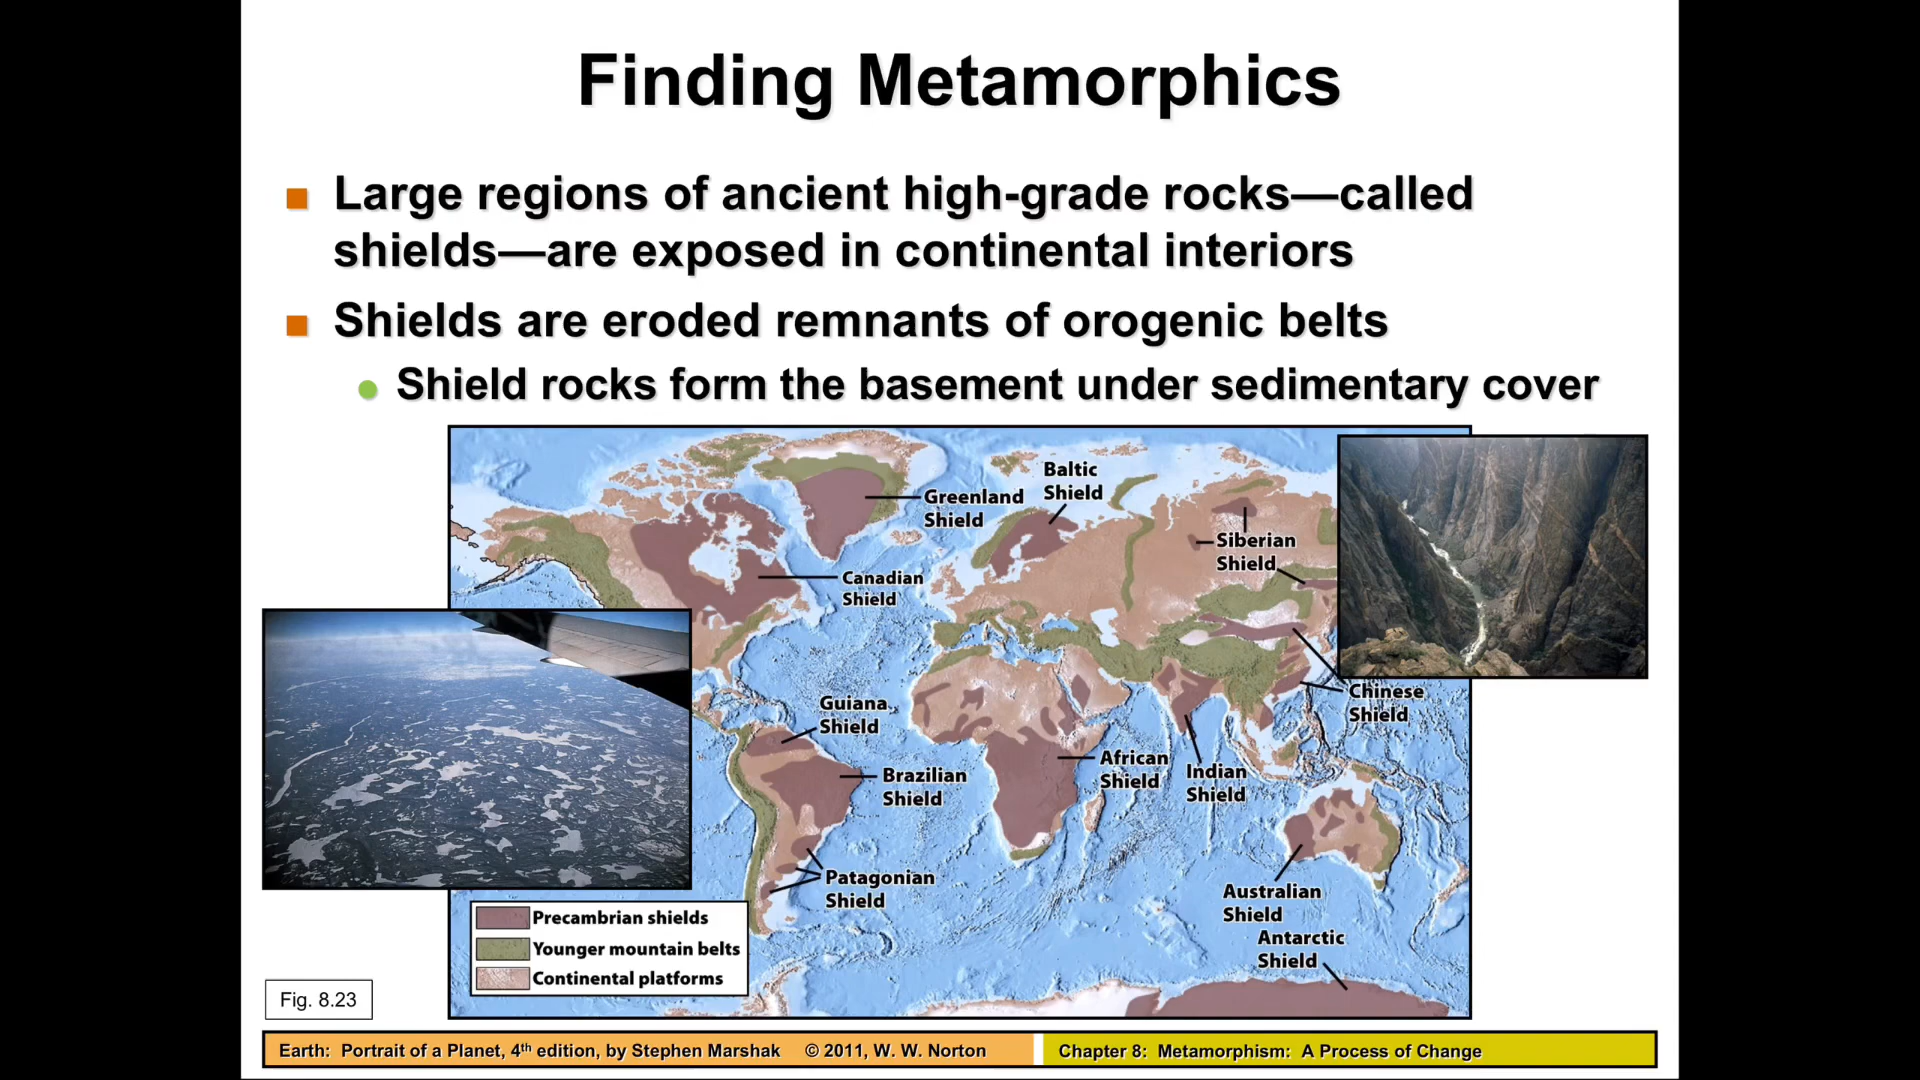 Finding Metamorphics
Large regions of ancient high-grade rocks—called
shields—are exposed in continental interiors
Shields are eroded remnants of orogenic belts
Shield rocks form the basement under sedimentary cover
Baltic
Shield
Greenland
Shield
Siberian
Shield
Canadian
Shield
Chinese
Shield
Guiana
Shield
African
Shield
Indian
Shield
Brazilian
Shield
Patagonian
Shield
Australian
Shield
Antarctic
Shield
Precambrian shields
Younger mountain belts
Continental platforms
Fig. 8.23
Earth: Portrait of a Planet, 4th edition, by Stephen Marshak © 2011, W. W. Norton
Chapter 8: Metamorphism: A Process of Change